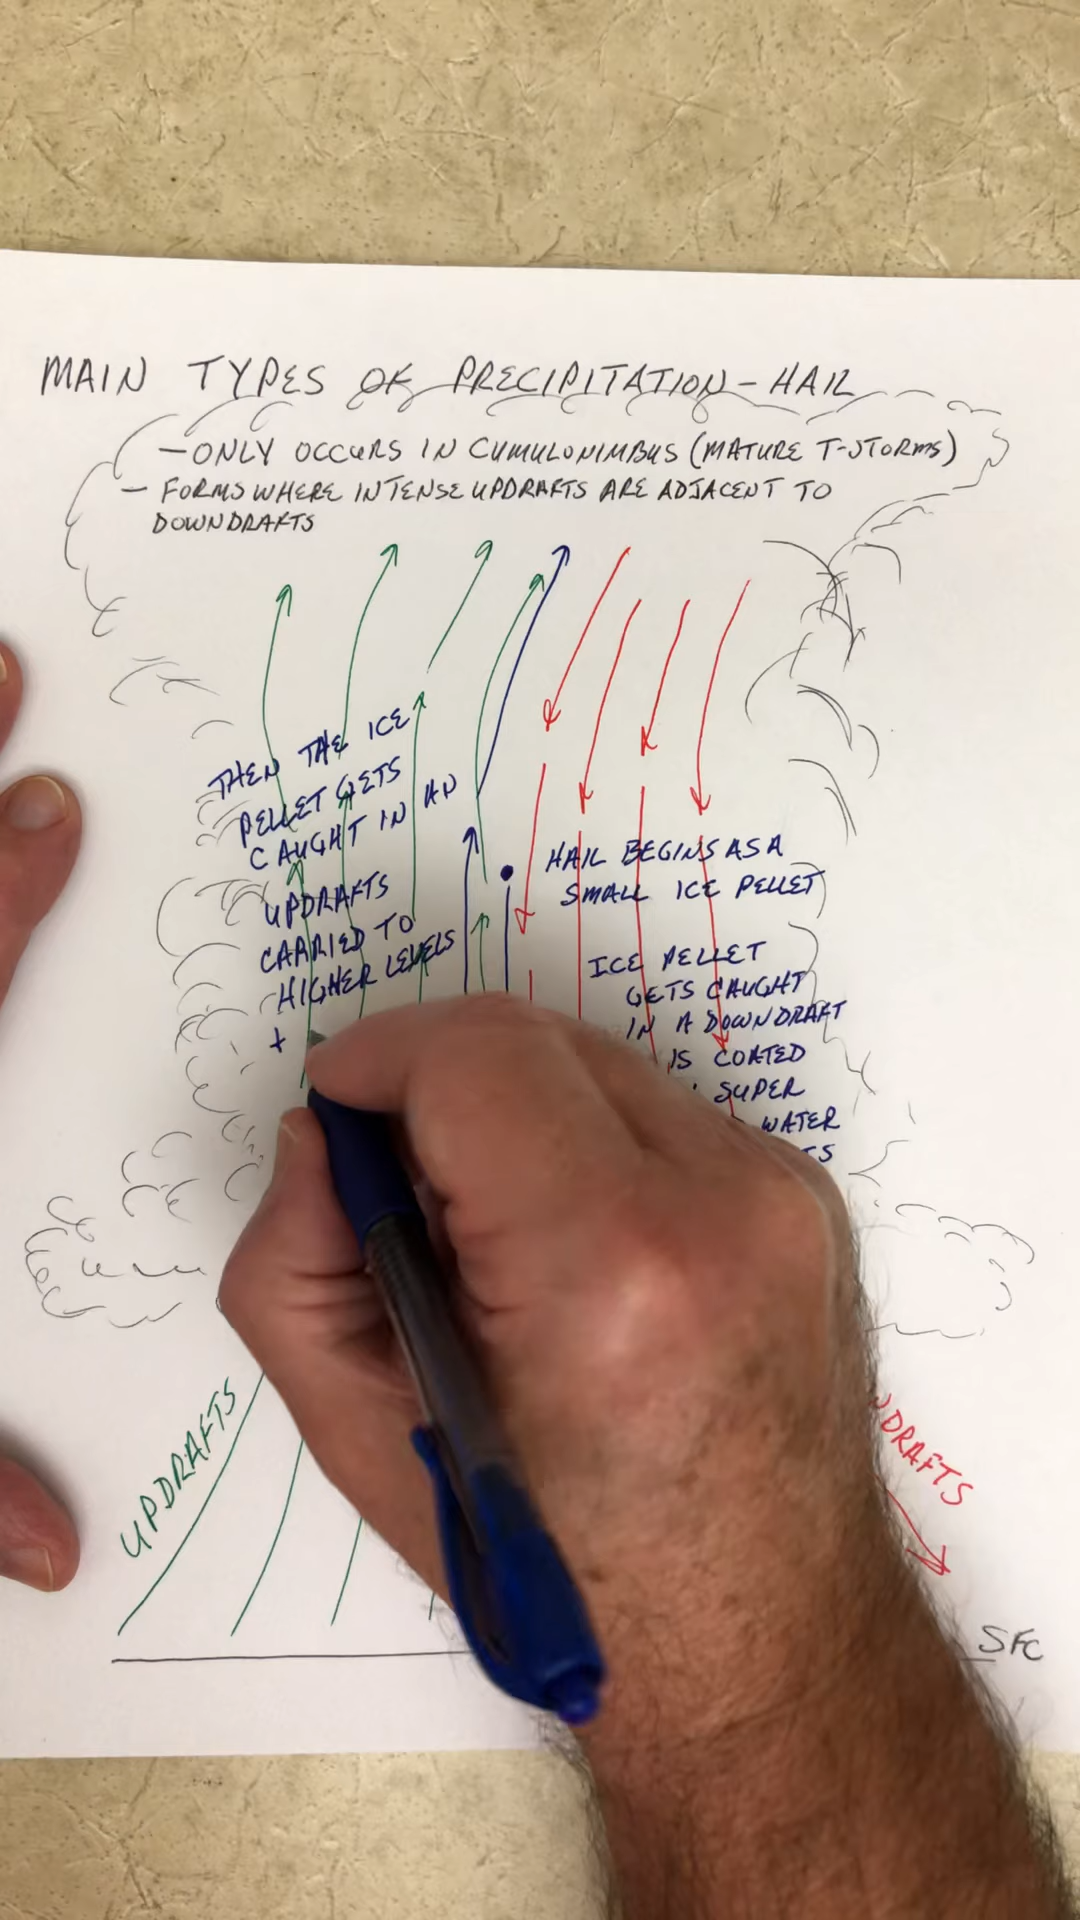 MAIN TYPES OF PRECIPITATION - HAIL
- ONLY OCCURS IN CUMULONIMBUS (MATURE T-STORMS)
- FORMS WHERE INTENSE UPDRAFTS ARE ADJACENT TO
DOWNDRAFTS
THEN THE ICE
PELLET GETS
CAUGHT IN AN
UPDRAFTS
CARRIED TO
HIGHER LEVELS
+
HAIL BEGINS AS A
SMALL ICE PELLET
ICE PELLET
GETS CAUGHT
IN A DOWNDRAFT
IS COATED
SUPER
WATER
UPDRAFTS
DRAFTS
SFC